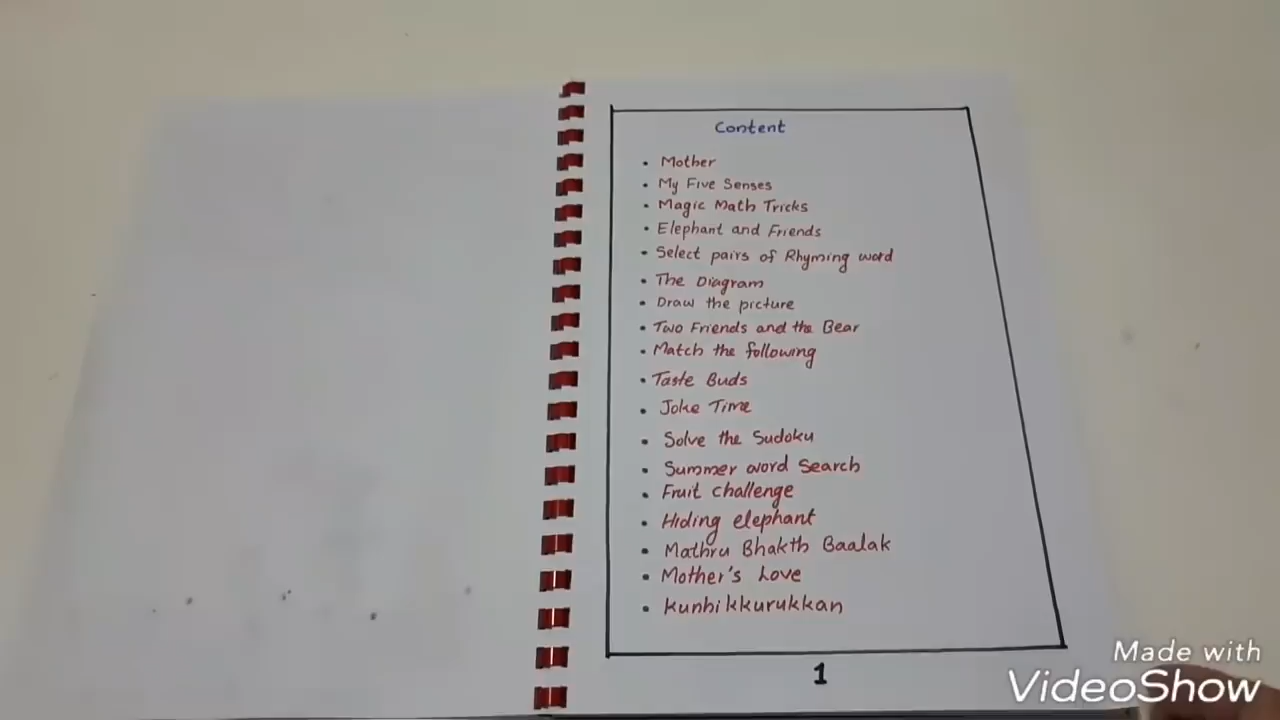 Content
• Mother
• My Five Senses
• Magic Math Tricks
• Elephant and Friends
• Select pairs of Rhyming word
• The Diagram
• Draw the picture
• Two Friends and the Bear
• Match the following
• Taste Buds
• Joke Time
• Solve the Sudoku
• Summer word Search
• Fruit challenge
• Hiding elephant
• Mathru Bhakth Baalak
• Mother's Love
• Kunhikkurukkan
1
Made with
VideoShow